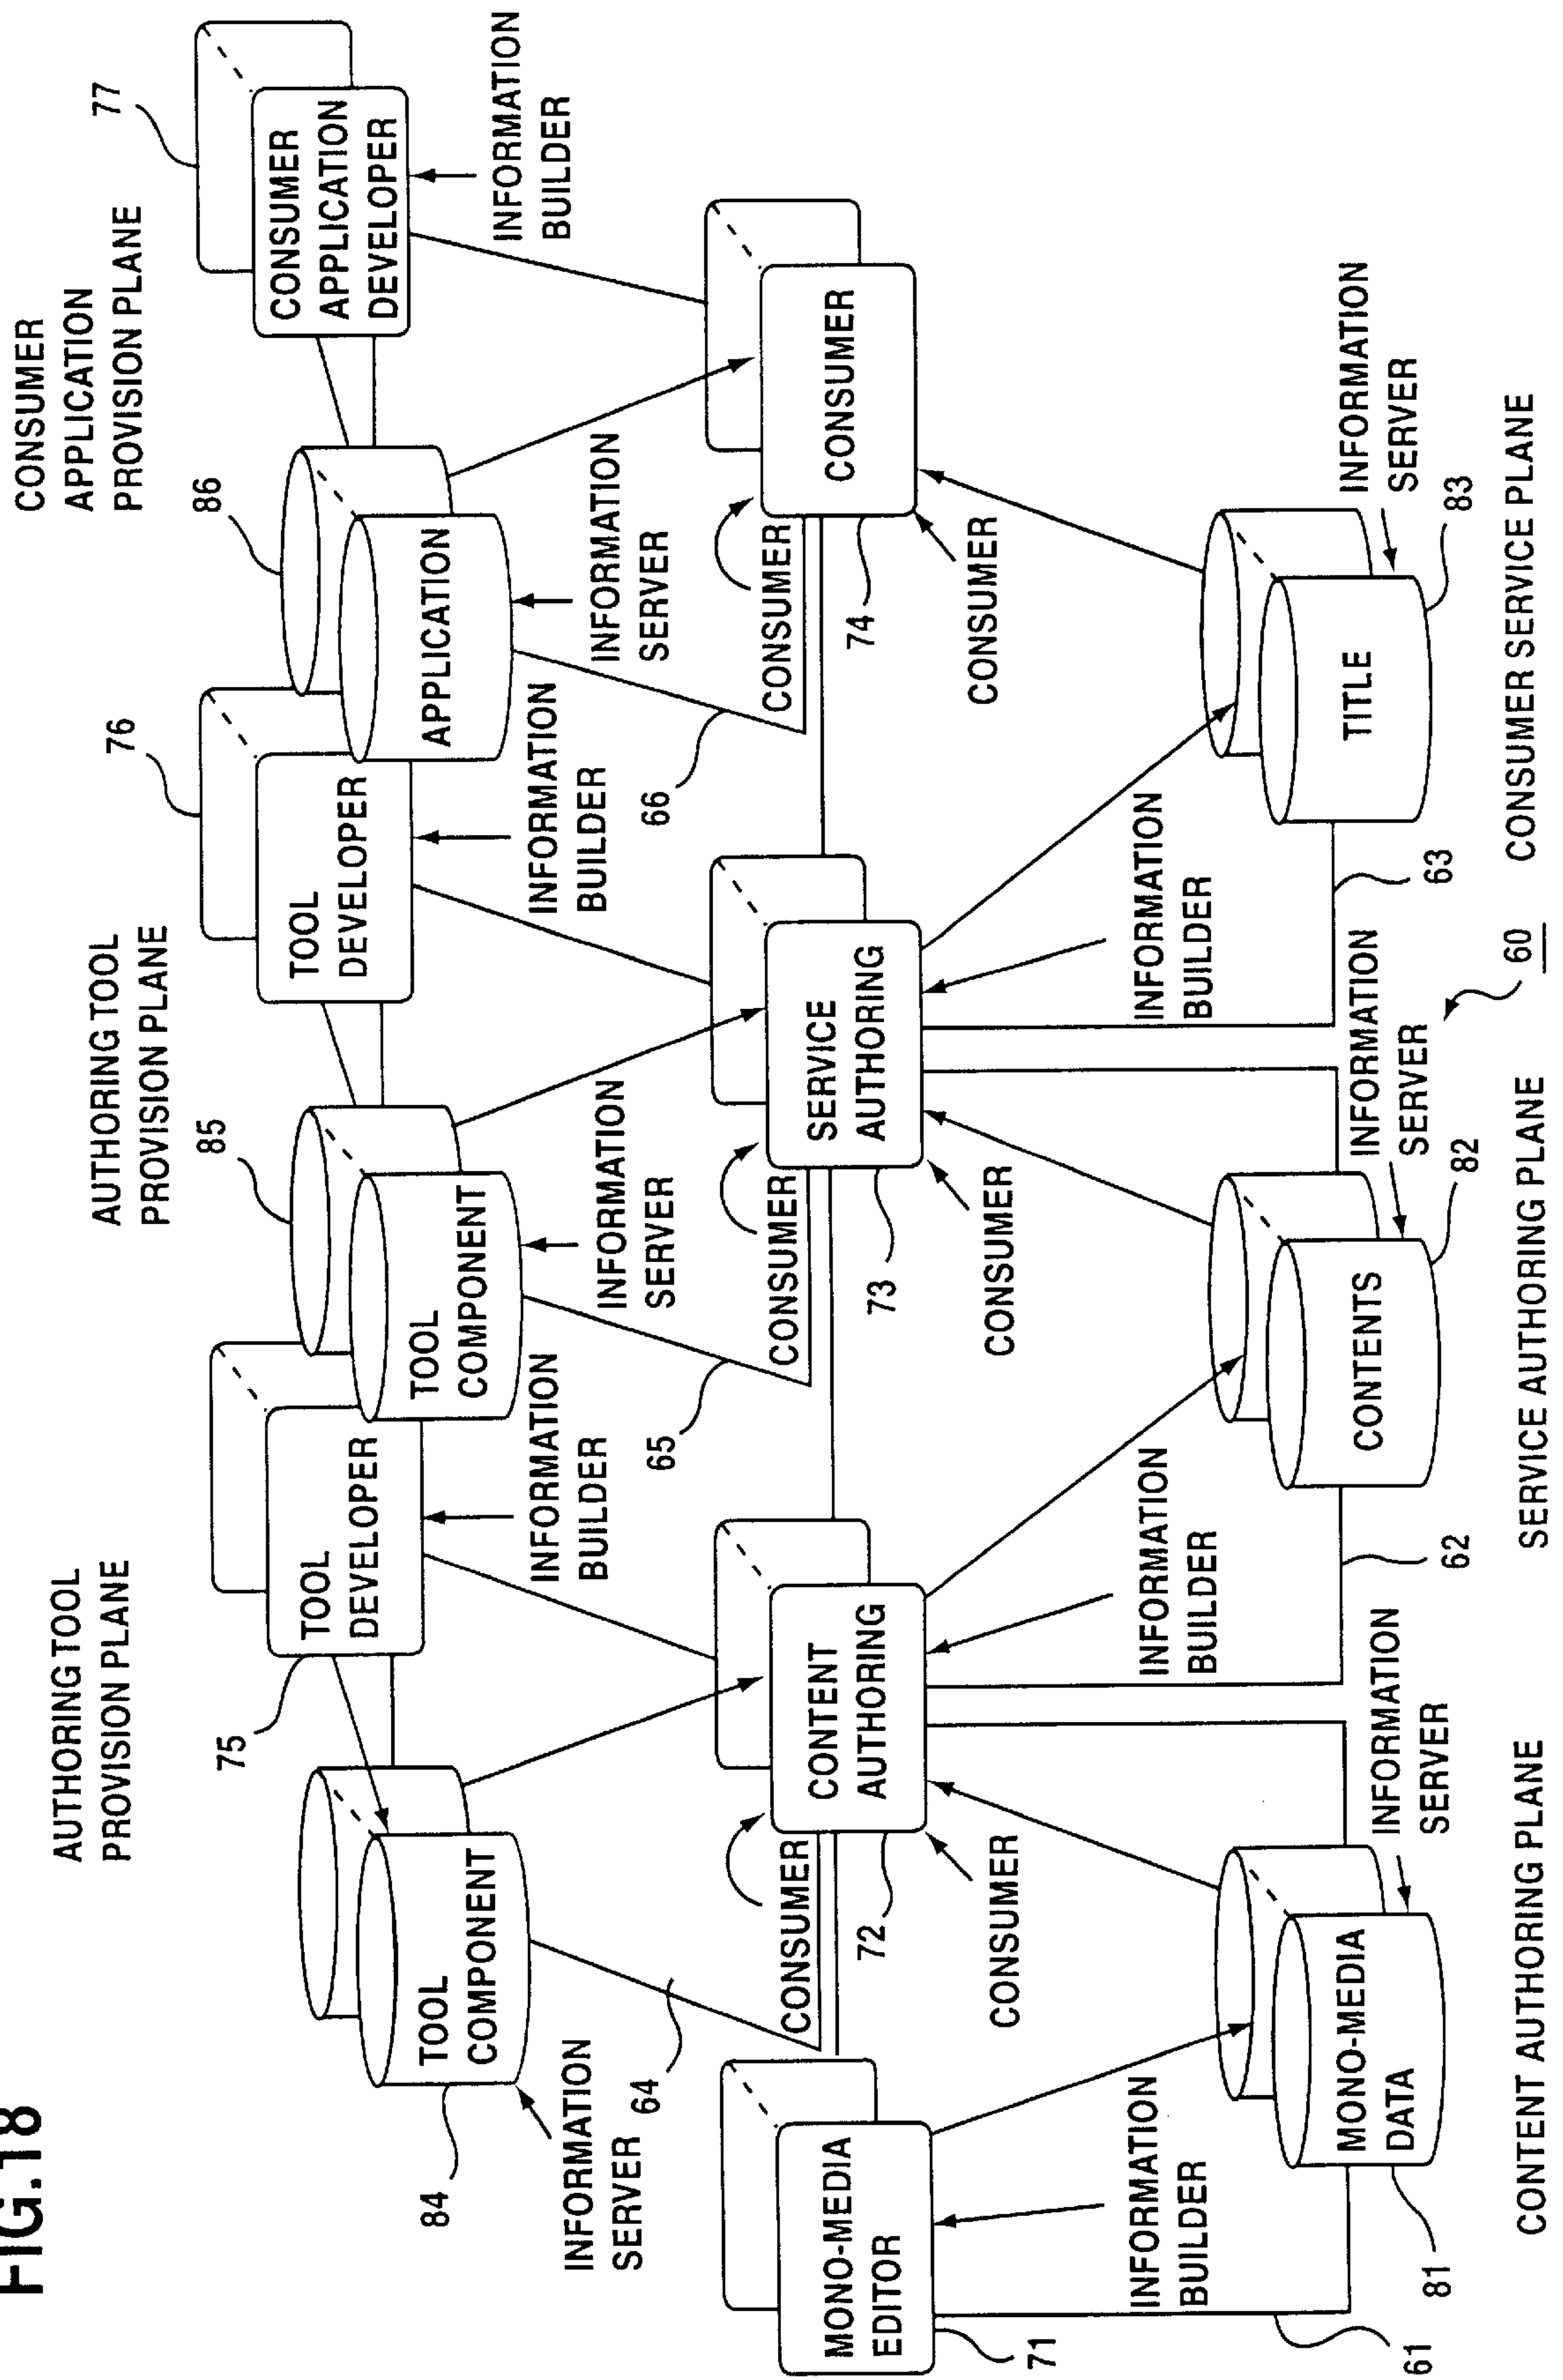 FIG.18
AUTHORING TOOL
PROVISION PLANE
AUTHORING TOOL
PROVISION PLANE
CONSUMER
APPLICATION
PROVISION PLANE
84
TOOL
COMPONENT
INFORMATION
SERVER
64
75
TOOL
DEVELOPER
INFORMATION
BUILDER
85
TOOL
COMPONENT
INFORMATION
SERVER
65
76
TOOL
DEVELOPER
INFORMATION
BUILDER
86
APPLICATION
INFORMATION
SERVER
66
77
CONSUMER
APPLICATION
DEVELOPER
INFORMATION
BUILDER
MONO-MEDIA
EDITOR
71
CONSUMER
72
CONTENT
AUTHORING
CONSUMER
CONSUMER
73
SERVICE
AUTHORING
CONSUMER
CONSUMER
74
CONSUMER
CONSUMER
INFORMATION
BUILDER
INFORMATION
BUILDER
INFORMATION
BUILDER
61
81
MONO-MEDIA
DATA
INFORMATION
SERVER
62
CONTENTS
82
INFORMATION
SERVER
63
TITLE
83
INFORMATION
SERVER
60
CONTENT AUTHORING PLANE
SERVICE AUTHORING PLANE
CONSUMER SERVICE PLANE